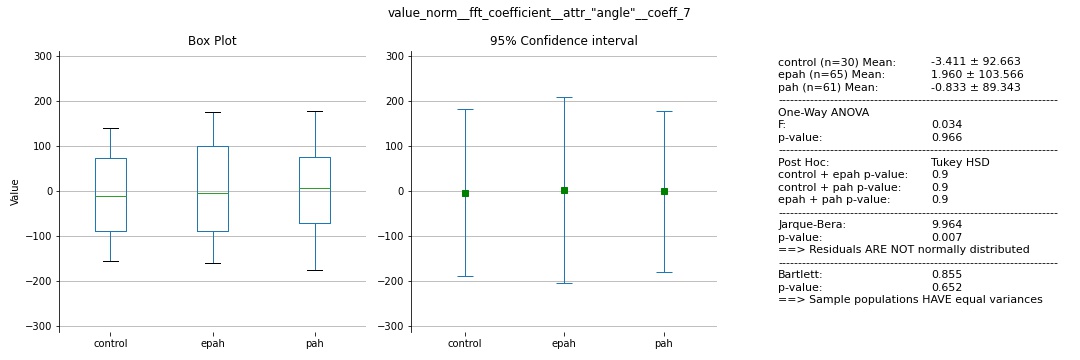 value_norm__fft_coefficient__attr_"angle"__coeff_7
Box Plot
Value
300
200
100
0
−100
−200
−300
control epah pah
95% Confidence interval
300
200
100
0
−100
−200
−300
control epah pah
control (n=30) Mean: -3.411 ± 92.663
epah (n=65) Mean: 1.960 ± 103.566
pah (n=61) Mean: -0.833 ± 89.343
One-Way ANOVA
F: 0.034
p-value: 0.966
Post Hoc: Tukey HSD
control + epah p-value: 0.9
control + pah p-value: 0.9
epah + pah p-value: 0.9
Jarque-Bera: 9.964
p-value: 0.007
==> Residuals ARE NOT normally distributed
Bartlett: 0.855
p-value: 0.652
==> Sample populations HAVE equal variances